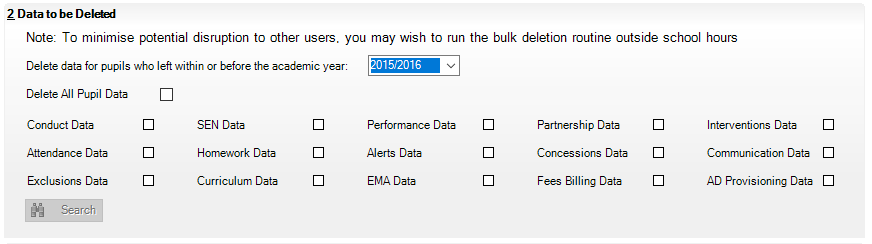 2 Data to be Deleted
Note: To minimise potential disruption to other users, you may wish to run the bulk deletion routine outside school hours
Delete data for pupils who left within or before the academic year: 2015/2016
Delete All Pupil Data
Conduct Data SEN Data Performance Data Partnership Data Interventions Data
Attendance Data Homework Data Alerts Data Concessions Data Communication Data
Exclusions Data Curriculum Data EMA Data Fees Billing Data AD Provisioning Data
Search